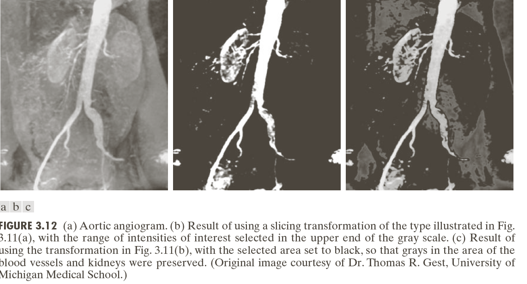 a b c
FIGURE 3.12 (a) Aortic angiogram. (b) Result of using a slicing transformation of the type illustrated in Fig.
3.11(a), with the range of intensities of interest selected in the upper end of the gray scale. (c) Result of
using the transformation in Fig. 3.11(b), with the selected area set to black, so that grays in the area of the
blood vessels and kidneys were preserved. (Original image courtesy of Dr. Thomas R. Gest, University of
Michigan Medical School.)